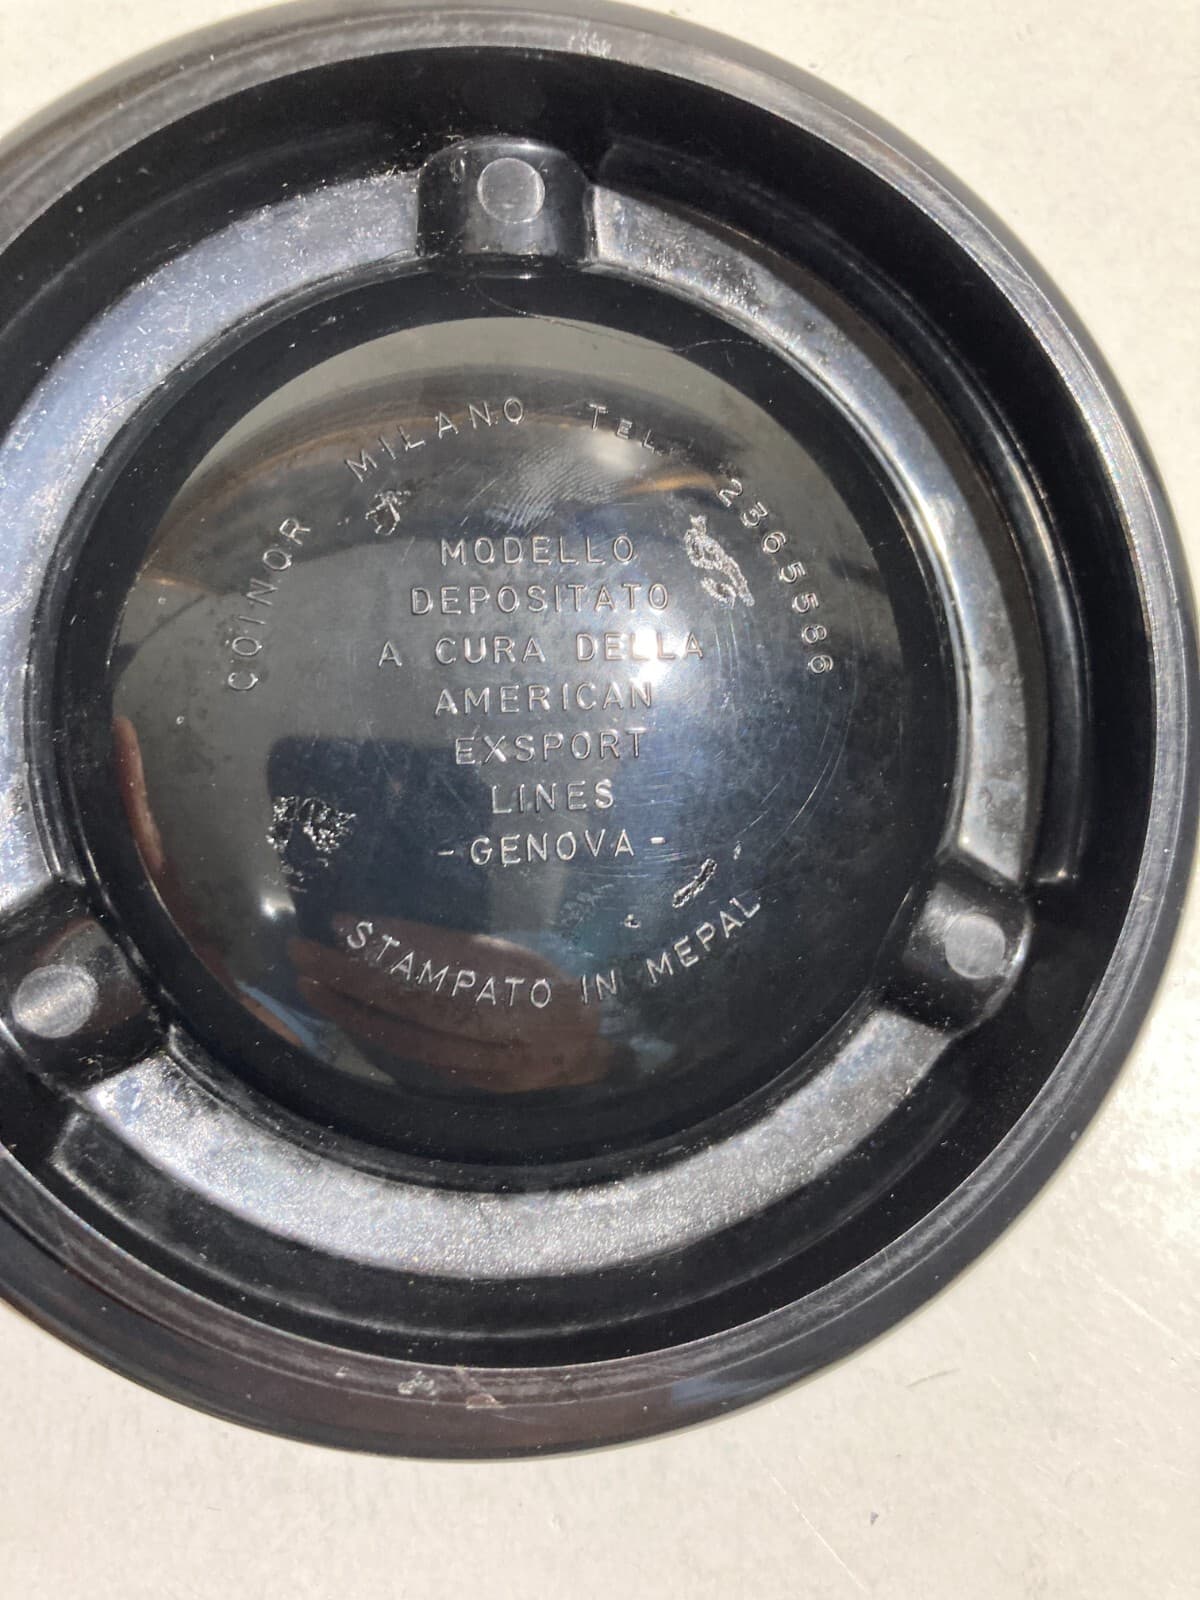 COINOR MILANO TEL. 2365586
MODELLO
DEPOSITATO
A CURA DELLA
AMERICAN
EXSPORT
LINES
-GENOVA-
STAMPATO IN MEPAL